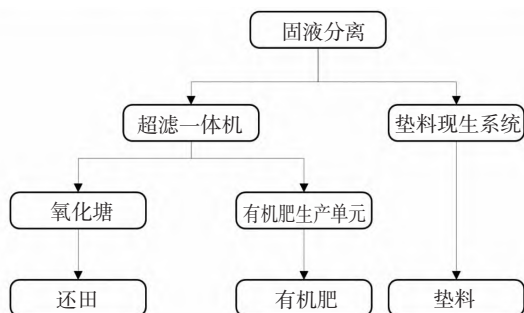 固液分离
超滤一体机
垫料现生系统
氧化塘
有机肥生产单元
还田
有机肥
垫料